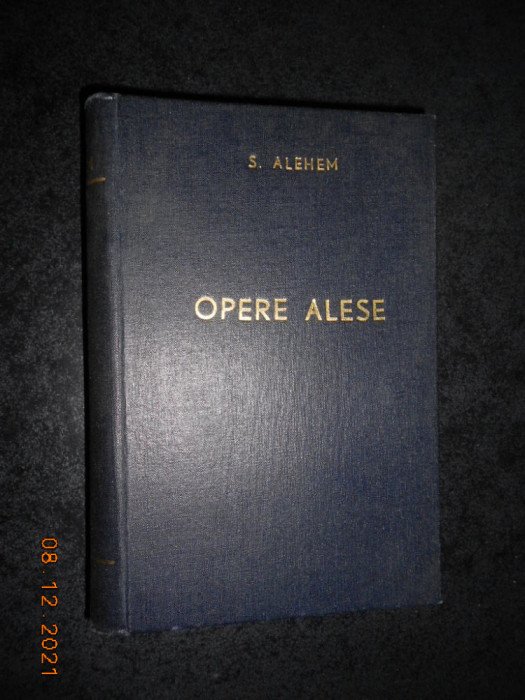 S. ALEHEM
OPERE ALESE
08.12.2021